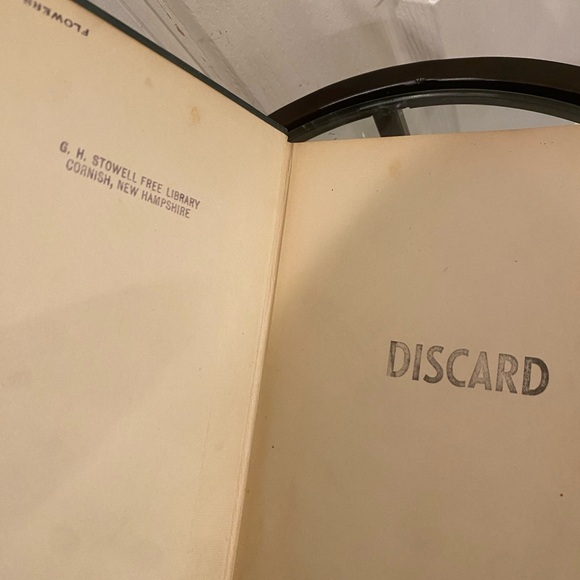 FLOWERS
G. H. STOWELL FREE LIBRARY
CORNISH, NEW HAMPSHIRE
DISCARD